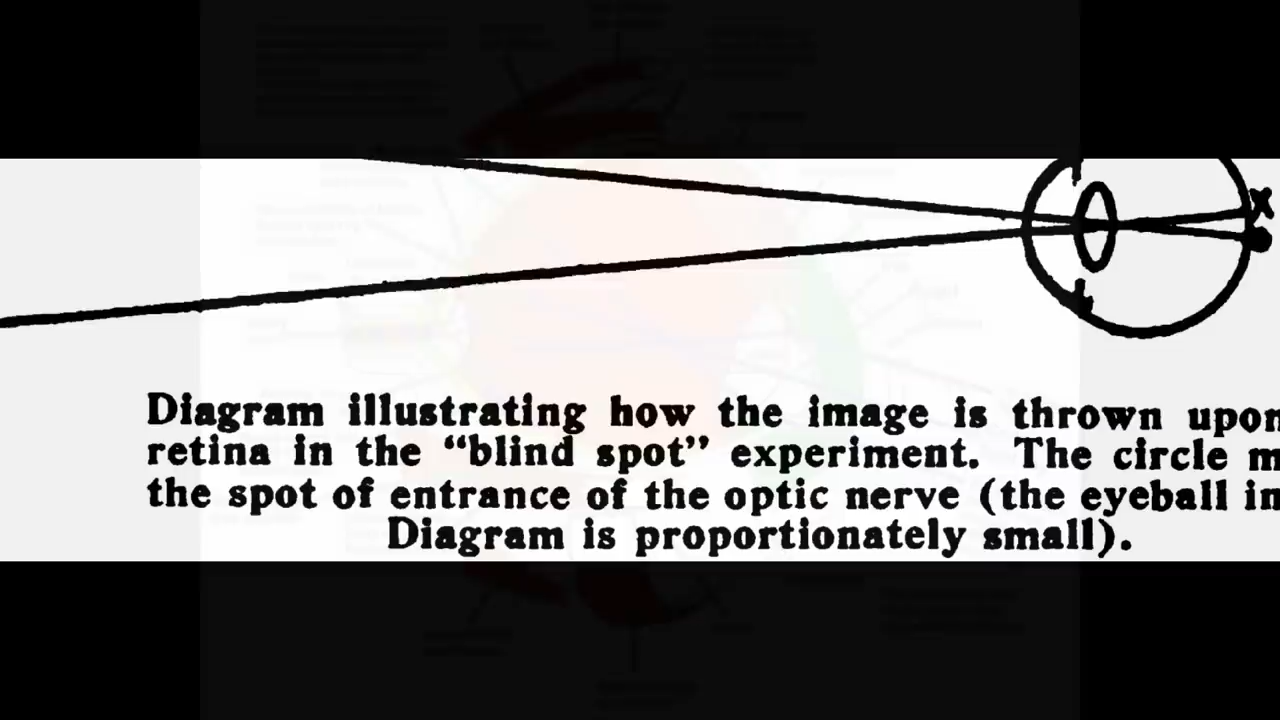 x
Diagram illustrating how the image is thrown upon
retina in the “blind spot” experiment. The circle m
the spot of entrance of the optic nerve (the eyeball in
Diagram is proportionately small).